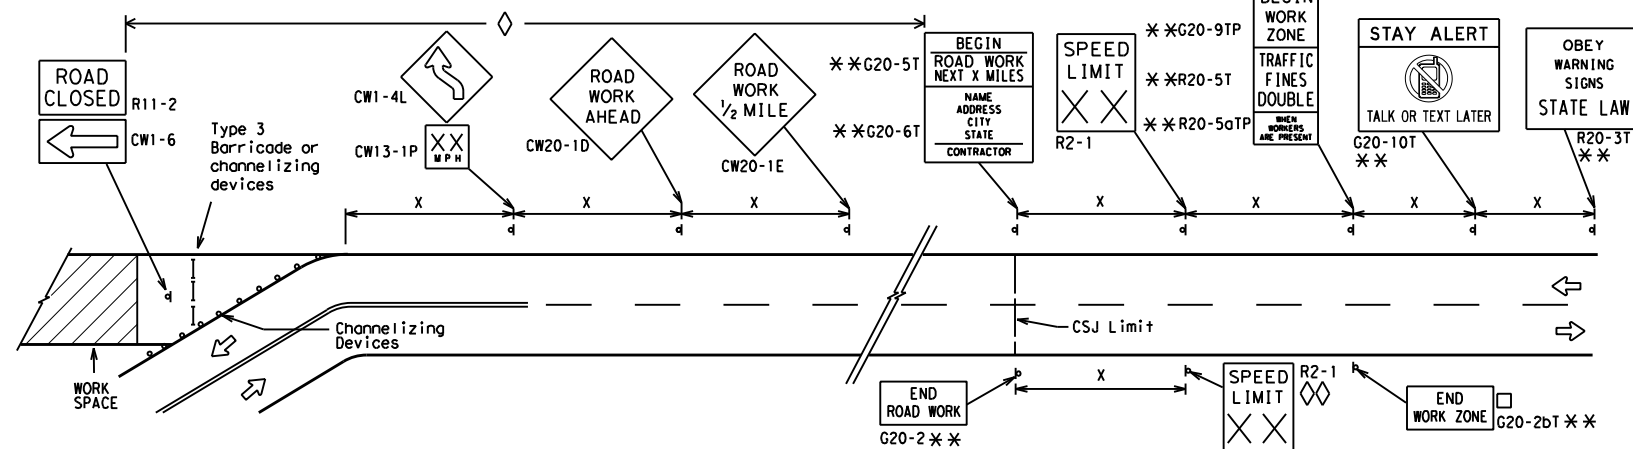 ROAD
CLOSED
R11-2
CW1-6
Type 3
Barricade or
channelizing
devices
CW1-4L
XX
MPH
CW13-1P
ROAD
WORK
AHEAD
CW20-1D
ROAD
WORK
1/2 MILE
CW20-1E
**G20-5T
**G20-6T
BEGIN
ROAD WORK
NEXT X MILES
NAME
ADDRESS
CITY
STATE
CONTRACTOR
SPEED
LIMIT
XX
R2-1
**G20-9TP
**R20-5T
**R20-5aTP
BEGIN
WORK
ZONE
TRAFFIC
FINES
DOUBLE
WHEN
WORKERS
ARE PRESENT
STAY ALERT
TALK OR TEXT LATER
G20-10T
**
OBEY
WARNING
SIGNS
STATE LAW
R20-3T
**
X
X
X
X
X
X
X
Channelizing
Devices
WORK
SPACE
CSJ Limit
END
ROAD WORK
G20-2**
X
SPEED
LIMIT
XX
R2-1
END
WORK ZONE
G20-2bT **